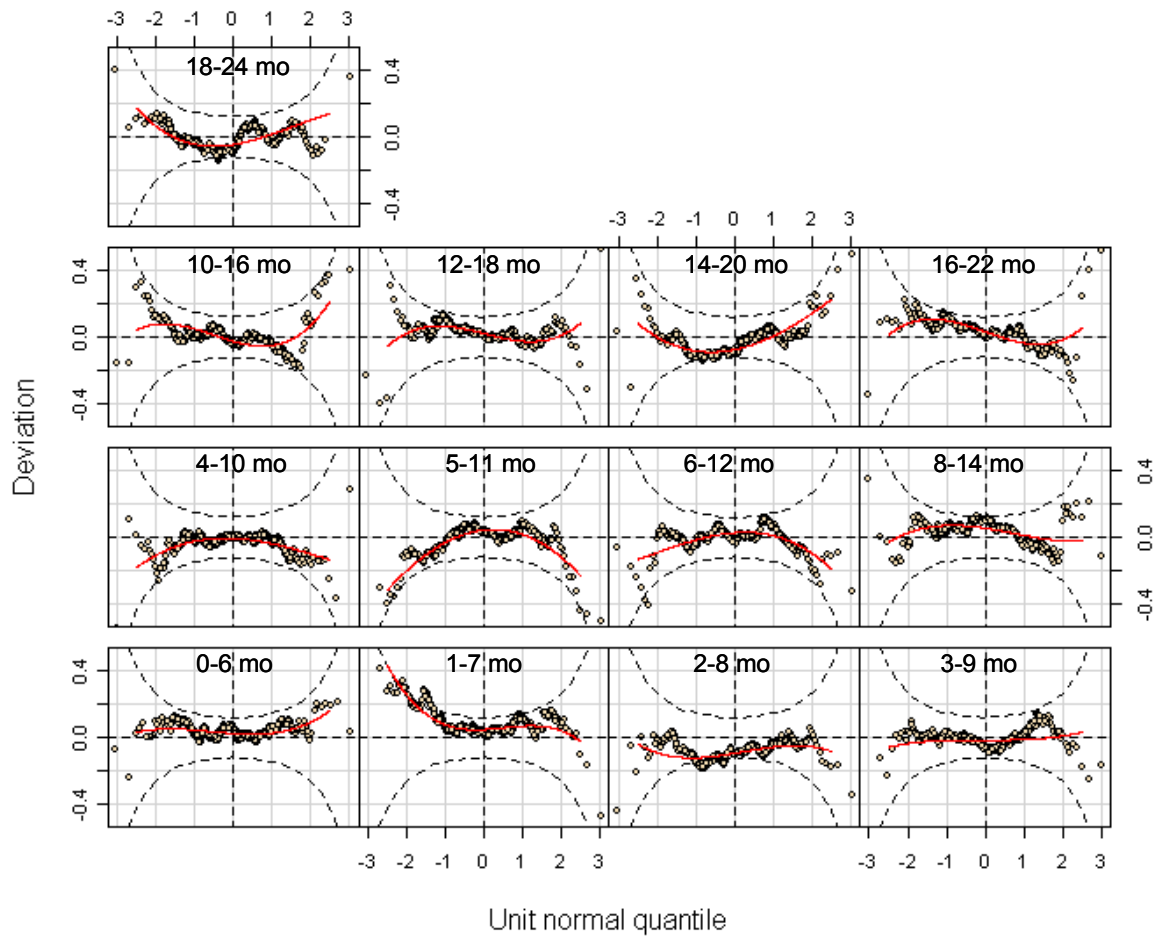 -3 -2 -1 0 1 2 3
18-24 mo
0.4
0.0
-0.4
-3 -2 -1 0 1 2 3
10-16 mo
12-18 mo
14-20 mo
16-22 mo
0.4
0.0
-0.4
Deviation
4-10 mo
5-11 mo
6-12 mo
8-14 mo
0.4
0.0
-0.4
0-6 mo
1-7 mo
2-8 mo
3-9 mo
0.4
0.0
-0.4
-3 -2 -1 0 1 2 3
-3 -2 -1 0 1 2 3
Unit normal quantile